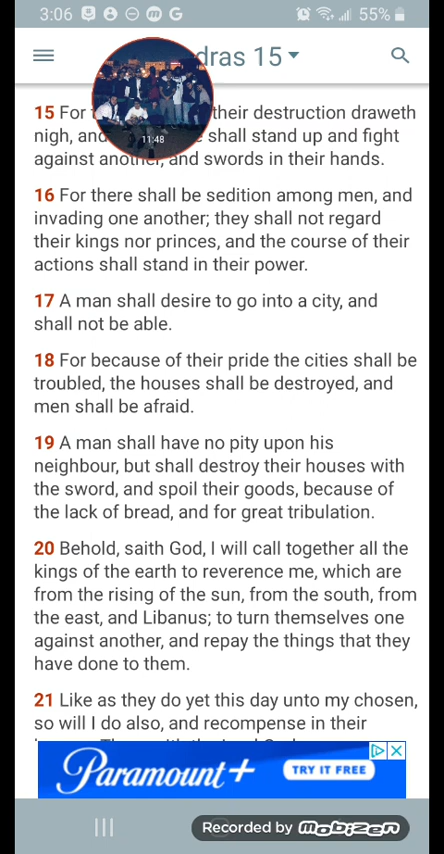 3:06 G 55%
dras 15
11:48
15 For their destruction draweth
nigh, and shall stand up and fight
against another, and swords in their hands.
16 For there shall be sedition among men, and
invading one another; they shall not regard
their kings nor princes, and the course of their
actions shall stand in their power.
17 A man shall desire to go into a city, and
shall not be able.
18 For because of their pride the cities shall be
troubled, the houses shall be destroyed, and
men shall be afraid.
19 A man shall have no pity upon his
neighbour, but shall destroy their houses with
the sword, and spoil their goods, because of
the lack of bread, and for great tribulation.
20 Behold, saith God, I will call together all the
kings of the earth to reverence me, which are
from the rising of the sun, from the south, from
the east, and Libanus; to turn themselves one
against another, and repay the things that they
have done to them.
21 Like as they do yet this day unto my chosen,
so will I do also, and recompense in their
Paramount+ TRY IT FREE
Recorded by mobizen